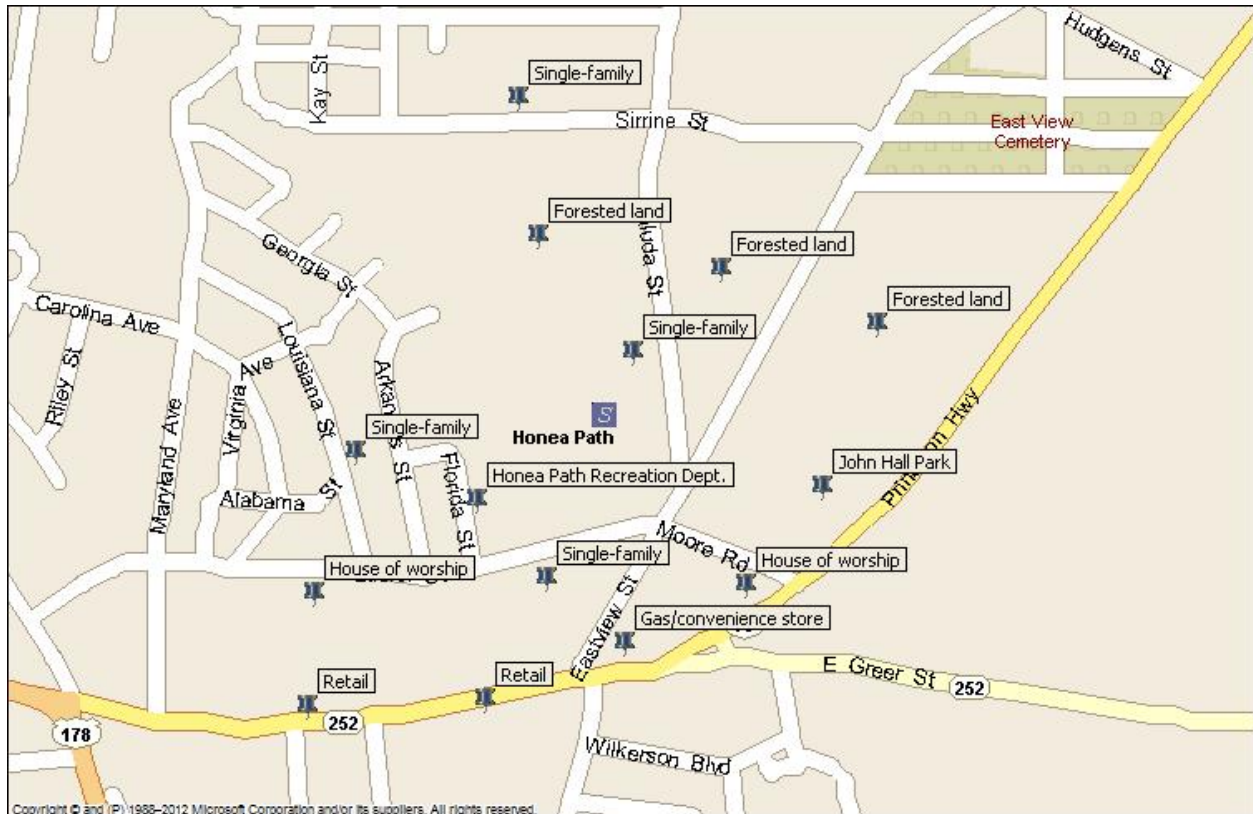 Hudgens St
Single-family
Kay St
Sirrine St
East View
Cemetery
Forested land
Georgia St
Forested land
Forested land
Carolina Ave
Single-family
Louisiana St
Riley St
Virginia Ave
Maryland Ave
S
Honea Path
Single-family
Florida St
Honea Path Recreation Dept.
John Hall Park
Alabama St
Moore Rd
Single-family
House of worship
House of worship
Gas/convenience store
Eastview St
E Greer St
252
Retail
Retail
252
178
Wilkerson Blvd
Copyright © and (P) 1988–2012 Microsoft Corporation and/or its suppliers. All rights reserved.